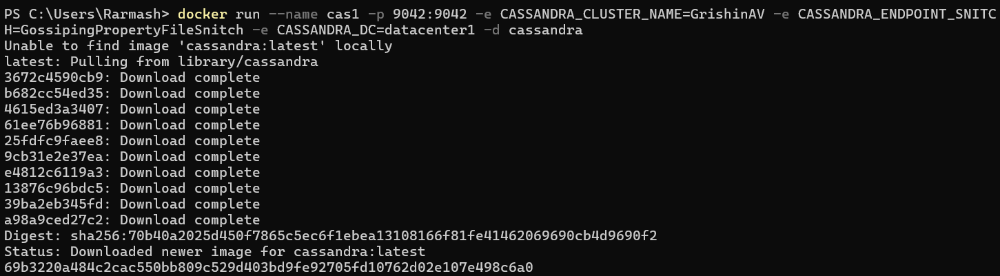 PS C:\Users\Rarmash> docker run --name cas1 -p 9042:9042 -e CASSANDRA_CLUSTER_NAME=GrishinAV -e CASSANDRA_ENDPOINT_SNITC
H=GossipingPropertyFileSnitch -e CASSANDRA_DC=datacenter1 -d cassandra
Unable to find image 'cassandra:latest' locally
latest: Pulling from library/cassandra
3672c4590cb9: Download complete
b682cc54ed35: Download complete
4615ed3a3407: Download complete
61ee76b96881: Download complete
25fdfc9faee8: Download complete
9cb31e2e37ea: Download complete
e4812c6119a3: Download complete
13876c96bdc5: Download complete
39ba2eb345fd: Download complete
a98a9ced27c2: Download complete
Digest: sha256:70b40a2025d450f7865c5ec6f1ebea13108166f81fe41462069690cb4d9690f2
Status: Downloaded newer image for cassandra:latest
69b3220a484c2cac550bb809c529d403bd9fe92705fd10762d02e107e498c6a0